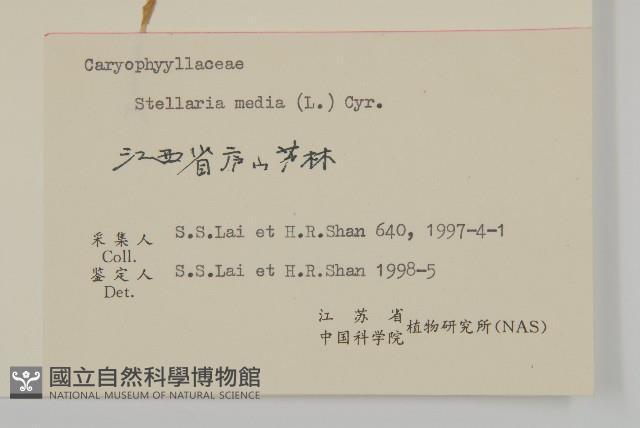 Caryophyyllaceae
Stellaria media (L.) Cyr.
江西省庐山芦林
采集人 S.S.Lai et H.R.Shan 640, 1997-4-1
Coll.
鉴定人 S.S.Lai et H.R.Shan 1998-5
Det.
江苏省
中国科学院植物研究所(NAS)
國立自然科學博物館
NATIONAL MUSEUM OF NATURAL SCIENCE